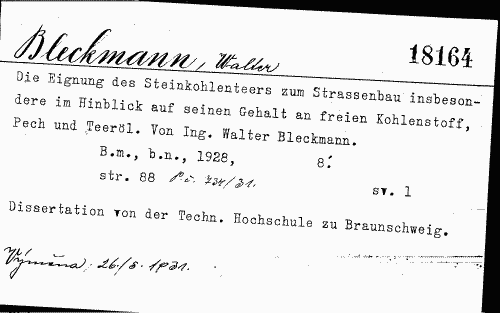 Bleckmann, Walter 18164
Die Eignung des Steinkohlenteers zum Strassenbau insbeson-
dere im Hinblick auf seinen Gehalt an freien Kohlenstoff,
Pech und Teeröl. Von Ing. Walter Bleckmann.
B.m., b.n., 1928, 8.°
str. 88 P.č. 734/31. sv. 1
Dissertation von der Techn. Hochschule zu Braunschweig.
Výměna, 26/8. 1931.